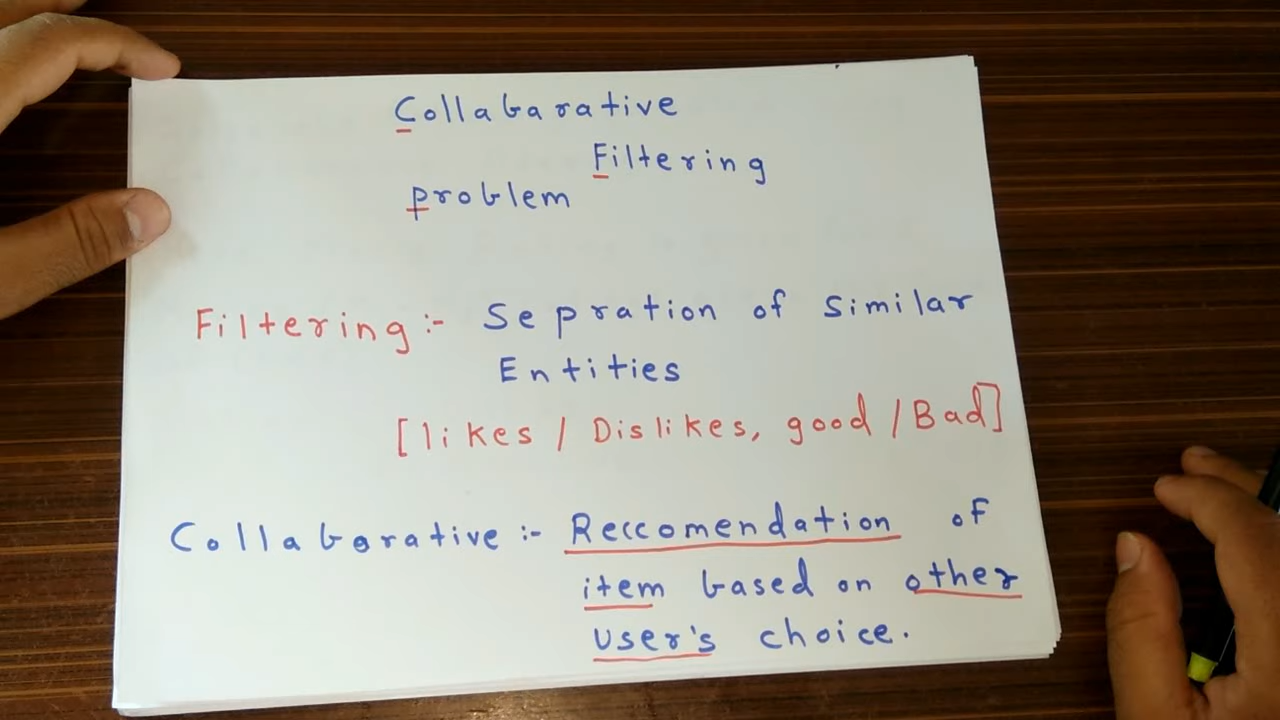 Collabarative
Filtering
problem
Filtering :- Sepration of similar
Entities
[likes / Dislikes, good / Bad]
Collaborative :- Reccomendation of
item based on other
user's choice.